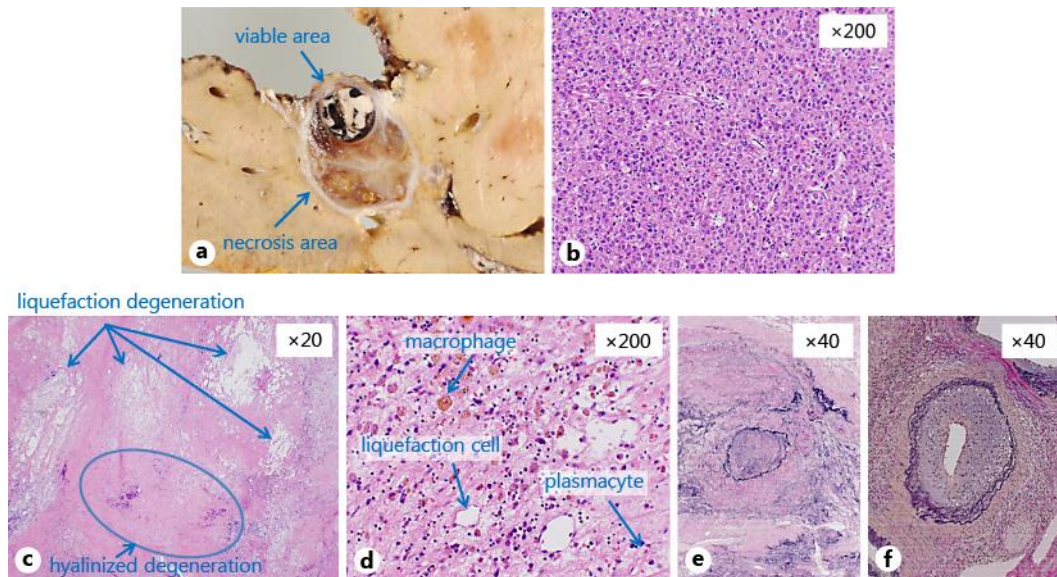 viable area
necrosis area
a
×200
b
liquefaction degeneration
×20
hyalinized degeneration
c
macrophage
×200
liquefaction cell
plasmacyte
d
×40
e
×40
f